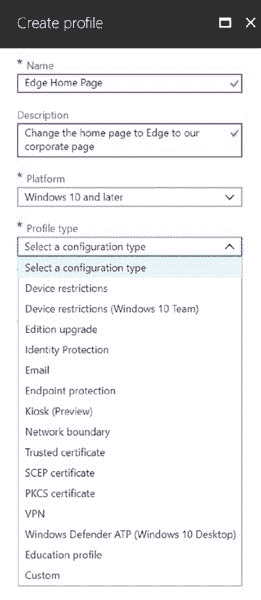 Create profile
* Name
Edge Home Page
Description
Change the home page to Edge to our
corporate page
* Platform
Windows 10 and later
* Profile type
Select a configuration type
Select a configuration type
Device restrictions
Device restrictions (Windows 10 Team)
Edition upgrade
Identity Protection
Email
Endpoint protection
Kiosk (Preview)
Network boundary
Trusted certificate
SCEP certificate
PKCS certificate
VPN
Windows Defender ATP (Windows 10 Desktop)
Education profile
Custom